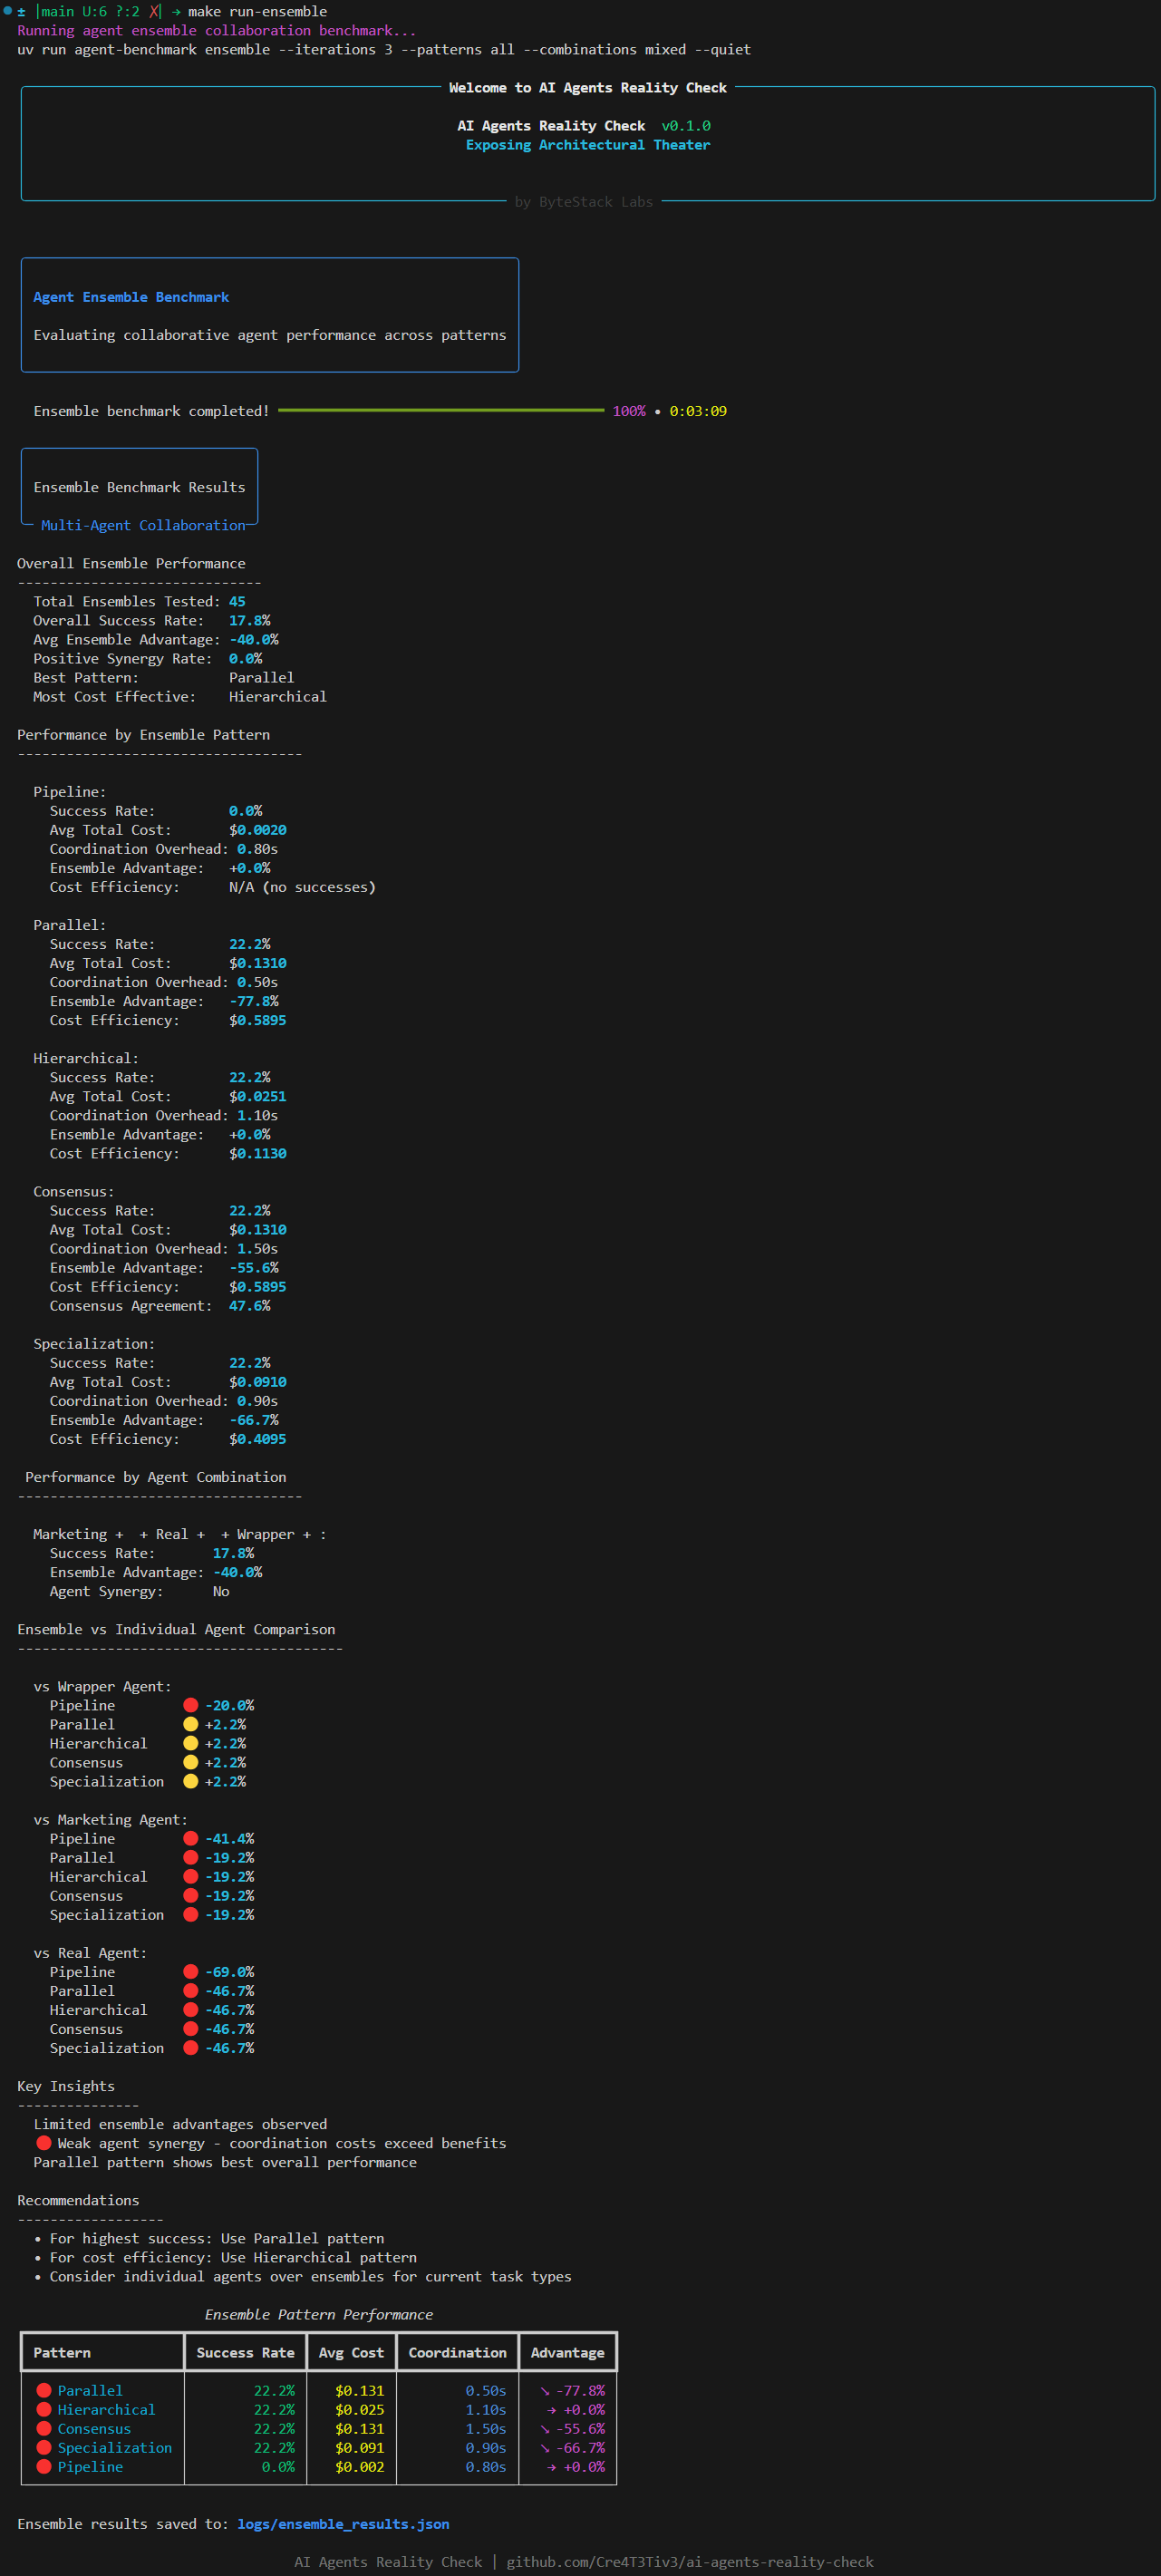 ± |main U:6 ?:2 ✗| → make run-ensemble
Running agent ensemble collaboration benchmark...
uv run agent-benchmark ensemble --iterations 3 --patterns all --combinations mixed --quiet
Welcome to AI Agents Reality Check
AI Agents Reality Check v0.1.0
Exposing Architectural Theater
by ByteStack Labs
Agent Ensemble Benchmark
Evaluating collaborative agent performance across patterns
Ensemble benchmark completed! 100% • 0:03:09
Ensemble Benchmark Results
Multi-Agent Collaboration
Overall Ensemble Performance
------------------------------
Total Ensembles Tested: 45
Overall Success Rate: 17.8%
Avg Ensemble Advantage: -40.0%
Positive Synergy Rate: 0.0%
Best Pattern: Parallel
Most Cost Effective: Hierarchical
Performance by Ensemble Pattern
-----------------------------------
Pipeline:
Success Rate: 0.0%
Avg Total Cost: $0.0020
Coordination Overhead: 0.80s
Ensemble Advantage: +0.0%
Cost Efficiency: N/A (no successes)
Parallel:
Success Rate: 22.2%
Avg Total Cost: $0.1310
Coordination Overhead: 0.50s
Ensemble Advantage: -77.8%
Cost Efficiency: $0.5895
Hierarchical:
Success Rate: 22.2%
Avg Total Cost: $0.0251
Coordination Overhead: 1.10s
Ensemble Advantage: +0.0%
Cost Efficiency: $0.1130
Consensus:
Success Rate: 22.2%
Avg Total Cost: $0.1310
Coordination Overhead: 1.50s
Ensemble Advantage: -55.6%
Cost Efficiency: $0.5895
Consensus Agreement: 47.6%
Specialization:
Success Rate: 22.2%
Avg Total Cost: $0.0910
Coordination Overhead: 0.90s
Ensemble Advantage: -66.7%
Cost Efficiency: $0.4095
Performance by Agent Combination
-----------------------------------
Marketing +  + Real +  + Wrapper + :
Success Rate: 17.8%
Ensemble Advantage: -40.0%
Agent Synergy: No
Ensemble vs Individual Agent Comparison
----------------------------------------
vs Wrapper Agent:
Pipeline 🔴 -20.0%
Parallel 🟡 +2.2%
Hierarchical 🟡 +2.2%
Consensus 🟡 +2.2%
Specialization 🟡 +2.2%
vs Marketing Agent:
Pipeline 🔴 -41.4%
Parallel 🔴 -19.2%
Hierarchical 🔴 -19.2%
Consensus 🔴 -19.2%
Specialization 🔴 -19.2%
vs Real Agent:
Pipeline 🔴 -69.0%
Parallel 🔴 -46.7%
Hierarchical 🔴 -46.7%
Consensus 🔴 -46.7%
Specialization 🔴 -46.7%
Key Insights
---------------
Limited ensemble advantages observed
🔴 Weak agent synergy - coordination costs exceed benefits
Parallel pattern shows best overall performance
Recommendations
------------------
• For highest success: Use Parallel pattern
• For cost efficiency: Use Hierarchical pattern
• Consider individual agents over ensembles for current task types
Ensemble Pattern Performance
Pattern Success Rate Avg Cost Coordination Advantage
🔴 Parallel 22.2% $0.131 0.50s ↘ -77.8%
🔴 Hierarchical 22.2% $0.025 1.10s → +0.0%
🔴 Consensus 22.2% $0.131 1.50s ↘ -55.6%
🔴 Specialization 22.2% $0.091 0.90s ↘ -66.7%
🔴 Pipeline 0.0% $0.002 0.80s → +0.0%
Ensemble results saved to: logs/ensemble_results.json
AI Agents Reality Check | github.com/Cre4T3Tiv3/ai-agents-reality-check